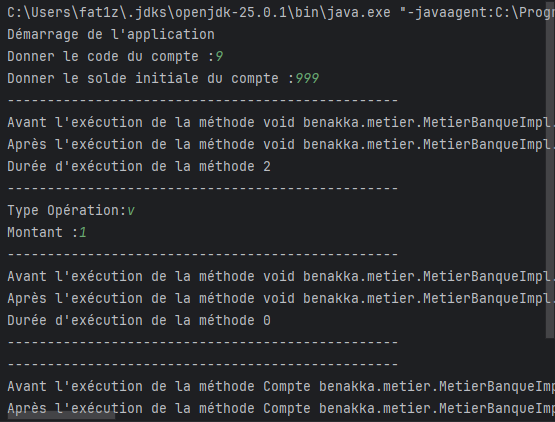 C:\Users\fat1z\.jdks\openjdk-25.0.1\bin\java.exe "-javaagent:C:\Progr
Démarrage de l'application
Donner le code du compte :9
Donner le solde initiale du compte :999
-------------------------------------------------
Avant l'exécution de la méthode void benakka.metier.MetierBanqueImpl.
Après l'exécution de la méthode void benakka.metier.MetierBanqueImpl.
Durée d'exécution de la méthode 2
-------------------------------------------------
Type Opération:v
Montant :1
-------------------------------------------------
Avant l'exécution de la méthode void benakka.metier.MetierBanqueImpl.
Après l'exécution de la méthode void benakka.metier.MetierBanqueImpl.
Durée d'exécution de la méthode 0
-------------------------------------------------
-------------------------------------------------
Avant l'exécution de la méthode Compte benakka.metier.MetierBanqueImp
Après l'exécution de la méthode Compte benakka.metier.MetierBanqueImp